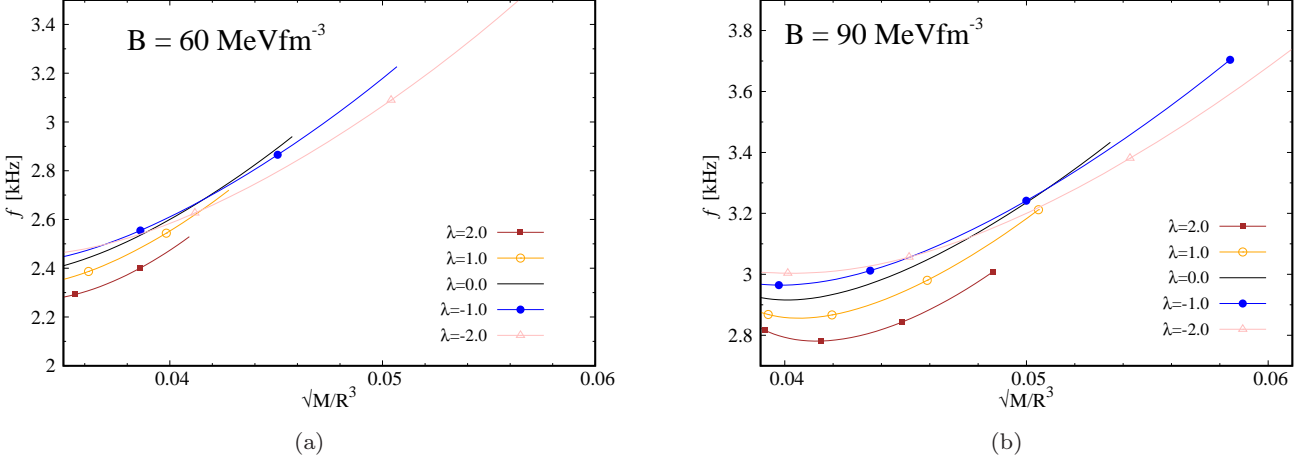 B = 60 MeVfm-3
3.4
3.2
3
2.8
2.6
2.4
2.2
2
f [kHz]
λ=2.0
λ=1.0
λ=0.0
λ=-1.0
λ=-2.0
0.04
0.05
0.06
√M/R3
(a)
B = 90 MeVfm-3
3.8
3.6
3.4
3.2
3
2.8
f [kHz]
λ=2.0
λ=1.0
λ=0.0
λ=-1.0
λ=-2.0
0.04
0.05
0.06
√M/R3
(b)